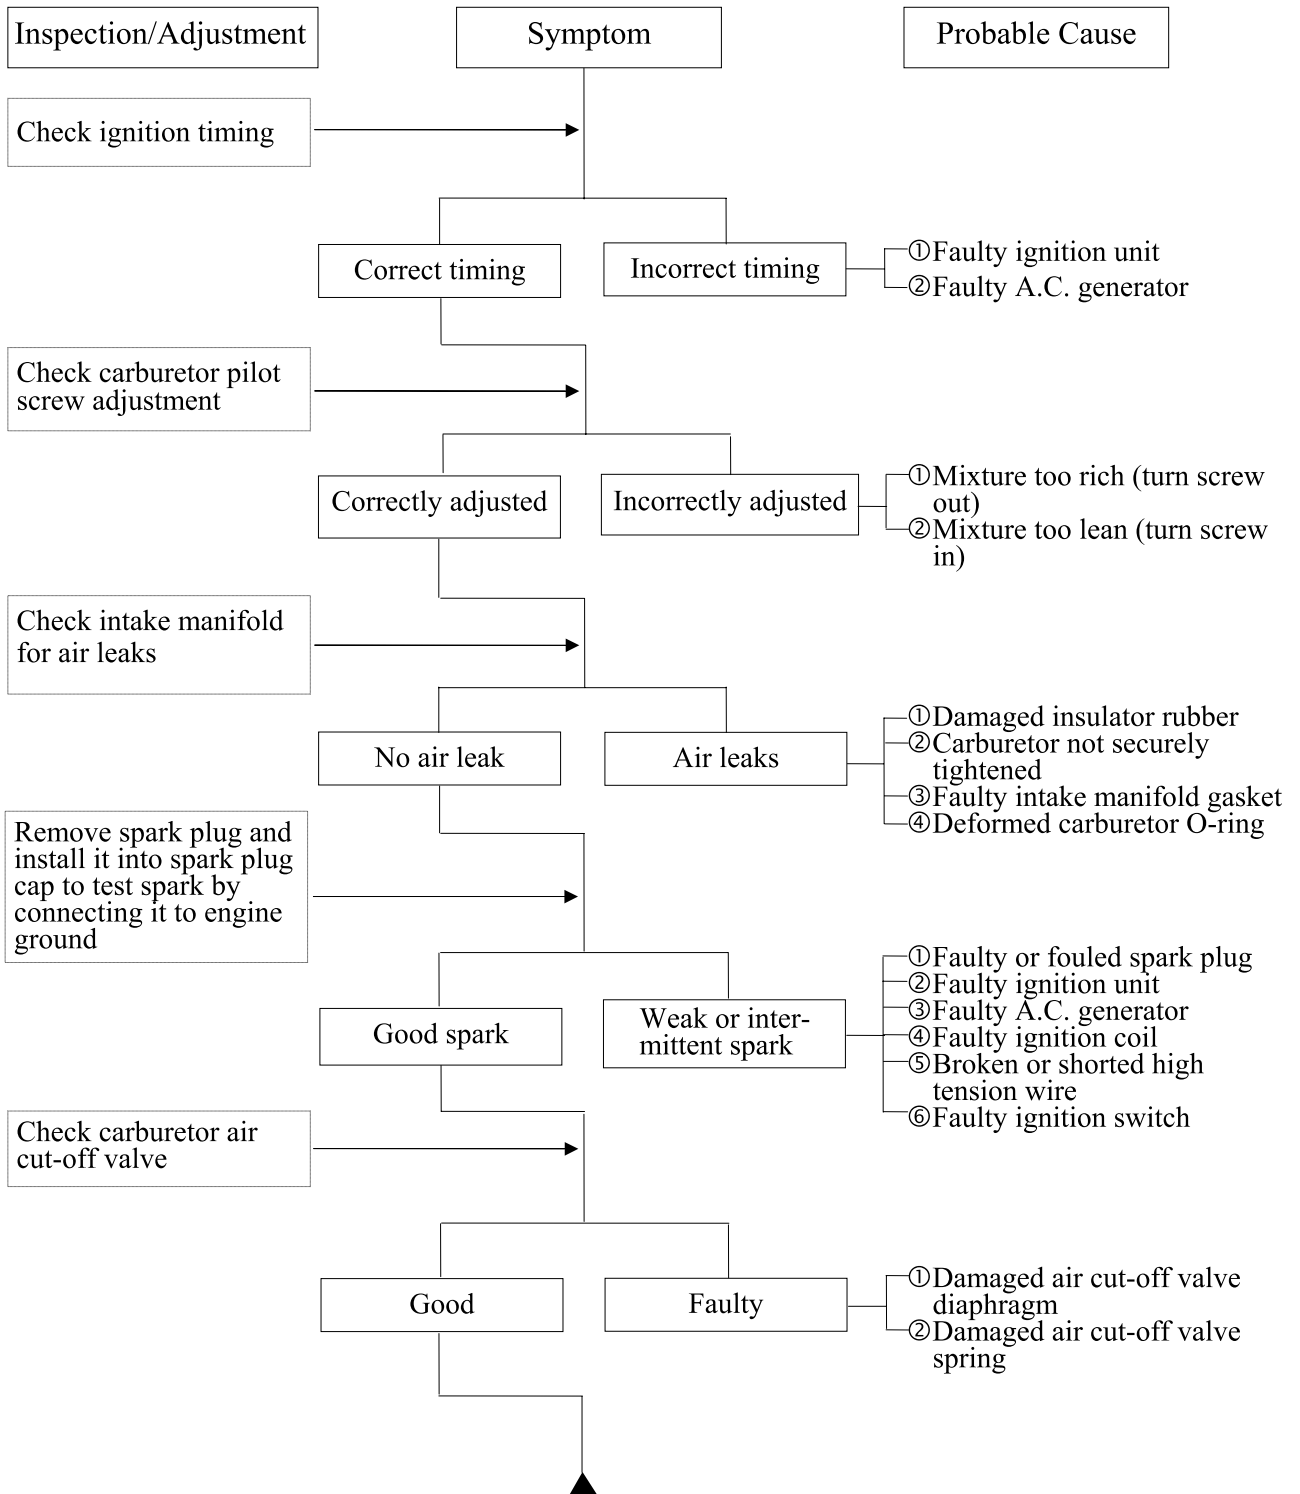 Inspection/Adjustment
Symptom
Probable Cause
Check ignition timing
Correct timing
Incorrect timing
①Faulty ignition unit
②Faulty A.C. generator
Check carburetor pilot
screw adjustment
Correctly adjusted
Incorrectly adjusted
①Mixture too rich (turn screw
out)
②Mixture too lean (turn screw
in)
Check intake manifold
for air leaks
No air leak
Air leaks
①Damaged insulator rubber
②Carburetor not securely
tightened
③Faulty intake manifold gasket
④Deformed carburetor O-ring
Remove spark plug and
install it into spark plug
cap to test spark by
connecting it to engine
ground
Good spark
Weak or inter-
mittent spark
①Faulty or fouled spark plug
②Faulty ignition unit
③Faulty A.C. generator
④Faulty ignition coil
⑤Broken or shorted high
tension wire
⑥Faulty ignition switch
Check carburetor air
cut-off valve
Good
Faulty
①Damaged air cut-off valve
diaphragm
②Damaged air cut-off valve
spring